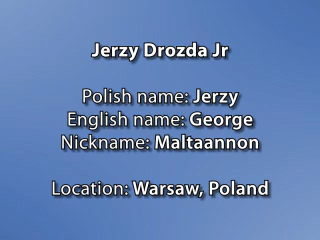 Jerzy Drozda Jr
Polish name: Jerzy
English name: George
Nickname: Maltaannon
Location: Warsaw, Poland